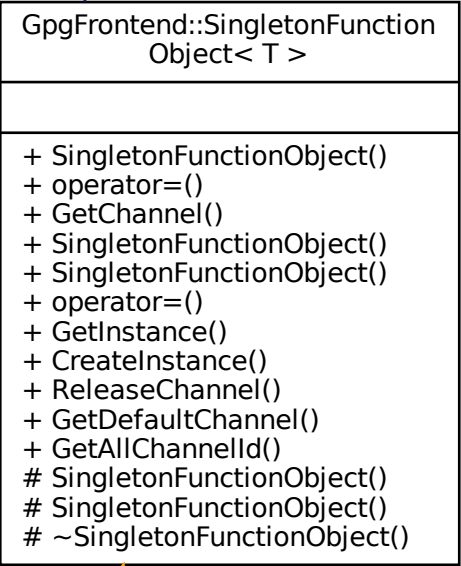 GpgFrontend::SingletonFunction
Object< T >
+ SingletonFunctionObject()
+ operator=()
+ GetChannel()
+ SingletonFunctionObject()
+ SingletonFunctionObject()
+ operator=()
+ GetInstance()
+ CreateInstance()
+ ReleaseChannel()
+ GetDefaultChannel()
+ GetAllChannelId()
# SingletonFunctionObject()
# SingletonFunctionObject()
# ~SingletonFunctionObject()